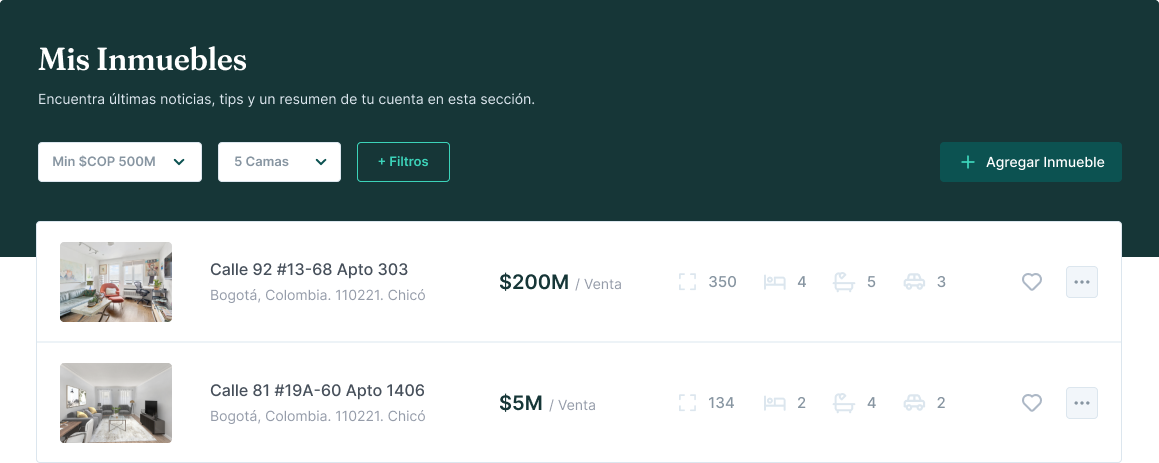 Mis Inmuebles
Encuentra últimas noticias, tips y un resumen de tu cuenta en esta sección.
Min $COP 500M
5 Camas
+ Filtros
Agregar Inmueble
Calle 92 #13-68 Apto 303
Bogotá, Colombia. 110221. Chicó
$200M / Venta
350
4
5
3
Calle 81 #19A-60 Apto 1406
Bogotá, Colombia. 110221. Chicó
$5M / Venta
134
2
4
2